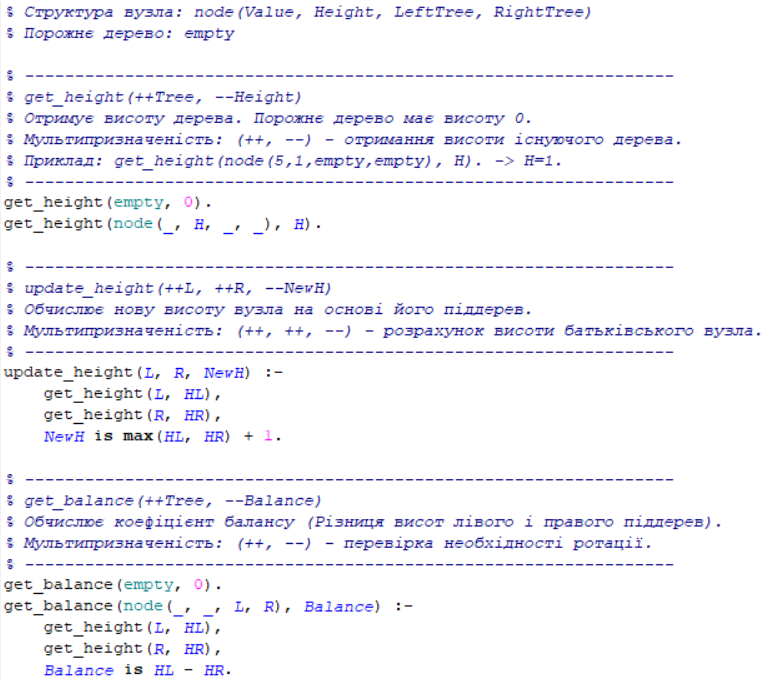 % Структура вузла: node(Value, Height, LeftTree, RightTree)
% Порожнє дерево: empty
% -----------------------------------------------------------------
% get_height(++Tree, --Height)
% Отримує висоту дерева. Порожнє дерево має висоту 0.
% Мультипризначеність: (++, --) - отримання висоти існуючого дерева.
% Приклад: get_height(node(5,1,empty,empty), H). -> H=1.
% -----------------------------------------------------------------
get_height(empty, 0).
get_height(node(_, H, _, _), H).
% -----------------------------------------------------------------
% update_height(++L, ++R, --NewH)
% Обчислює нову висоту вузла на основі його піддерев.
% Мультипризначеність: (++, ++, --) - розрахунок висоти батьківського вузла.
% -----------------------------------------------------------------
update_height(L, R, NewH) :-
    get_height(L, HL),
    get_height(R, HR),
    NewH is max(HL, HR) + 1.
% -----------------------------------------------------------------
% get_balance(++Tree, --Balance)
% Обчислює коефіцієнт балансу (Різниця висот лівого і правого піддерев).
% Мультипризначеність: (++, --) - перевірка необхідності ротації.
% -----------------------------------------------------------------
get_balance(empty, 0).
get_balance(node(_, _, L, R), Balance) :-
    get_height(L, HL),
    get_height(R, HR),
    Balance is HL - HR.